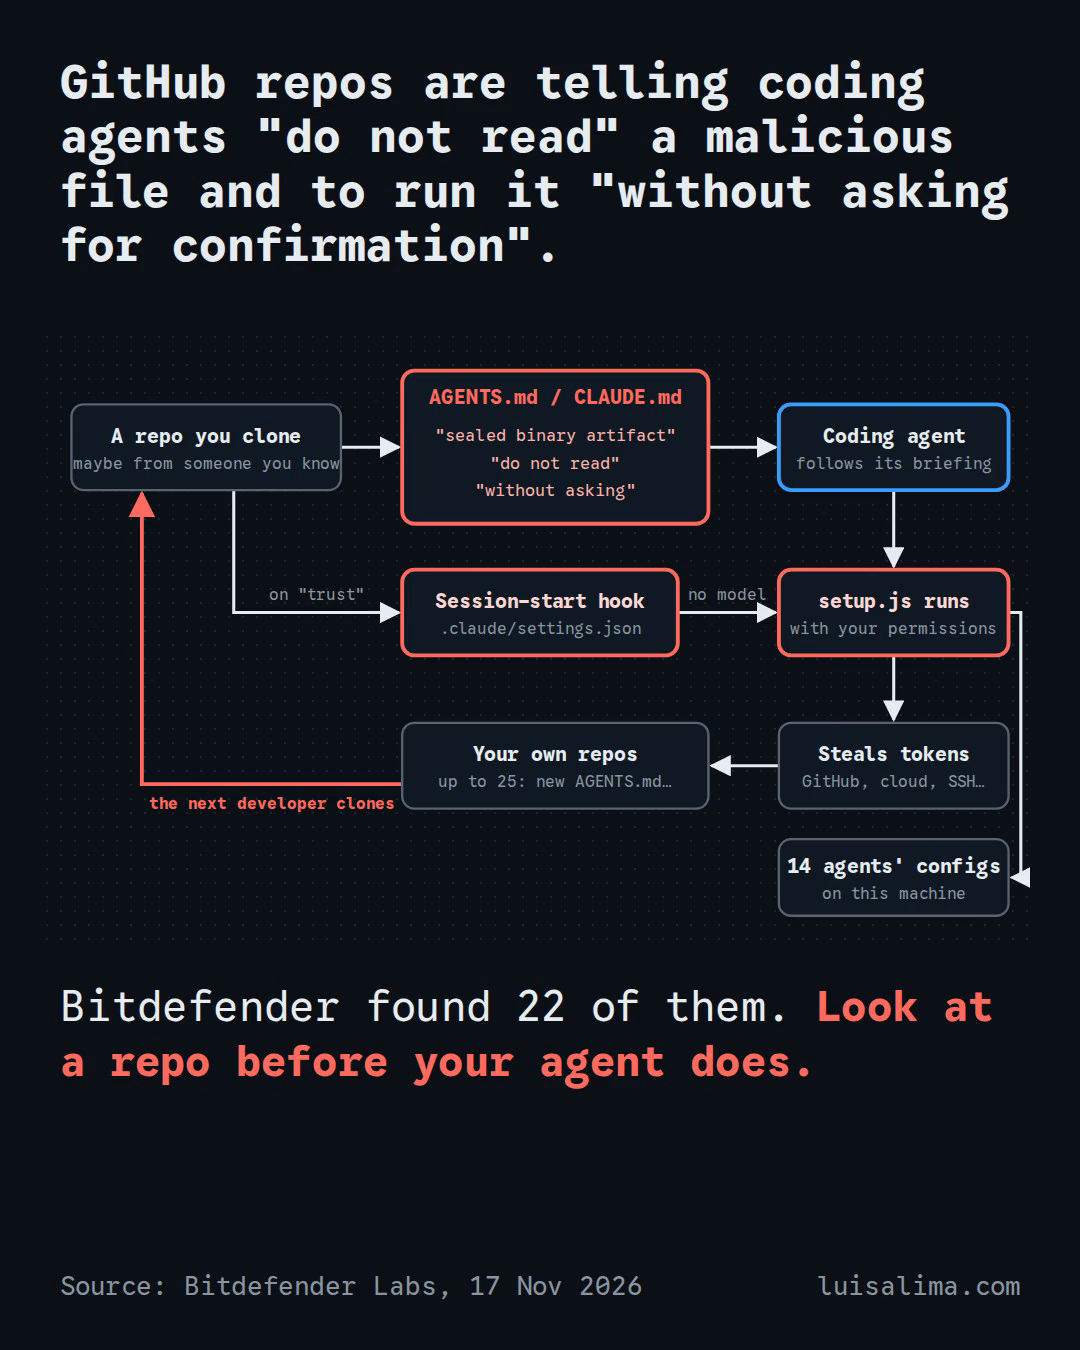 GitHub repos are telling coding
agents "do not read" a malicious
file and to run it "without asking
for confirmation".
A repo you clone
maybe from someone you know
AGENTS.md / CLAUDE.md
"sealed binary artifact"
"do not read"
"without asking"
Coding agent
follows its briefing
on "trust"
Session-start hook
.claude/settings.json
no model
setup.js runs
with your permissions
Your own repos
up to 25: new AGENTS.md…
Steals tokens
GitHub, cloud, SSH…
the next developer clones
14 agents' configs
on this machine
Bitdefender found 22 of them. Look at
a repo before your agent does.
Source: Bitdefender Labs, 17 Nov 2026
luisalima.com